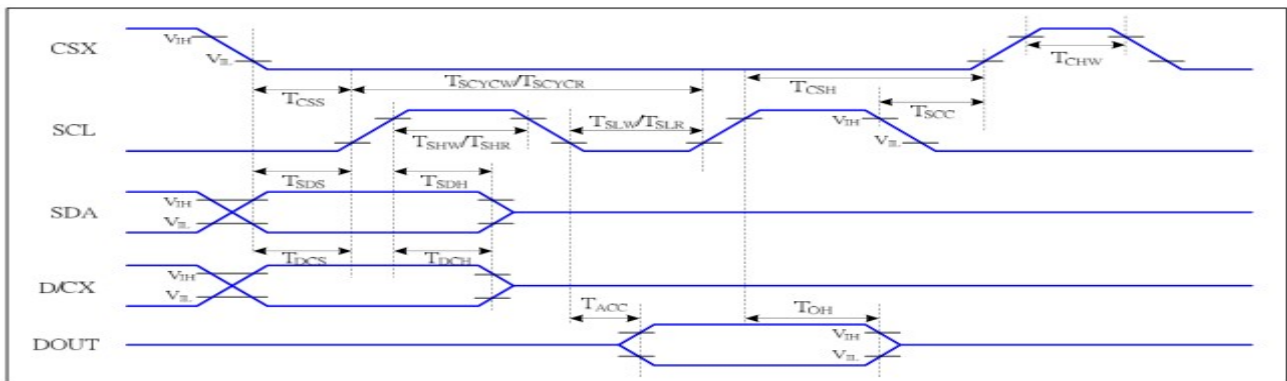 CSX
VIH
VIL
TCHW
TSCYCW/TSCYCR
TCSS
TCSH
TSCC
SCL
TSLW/TSLR
VIH
TSHW/TSHR
VIL
TSDS
TSDH
SDA
VIH
VIL
TDCS
TDCH
D/CX
VIH
VIL
TACC
TOH
DOUT
VIH
VIL